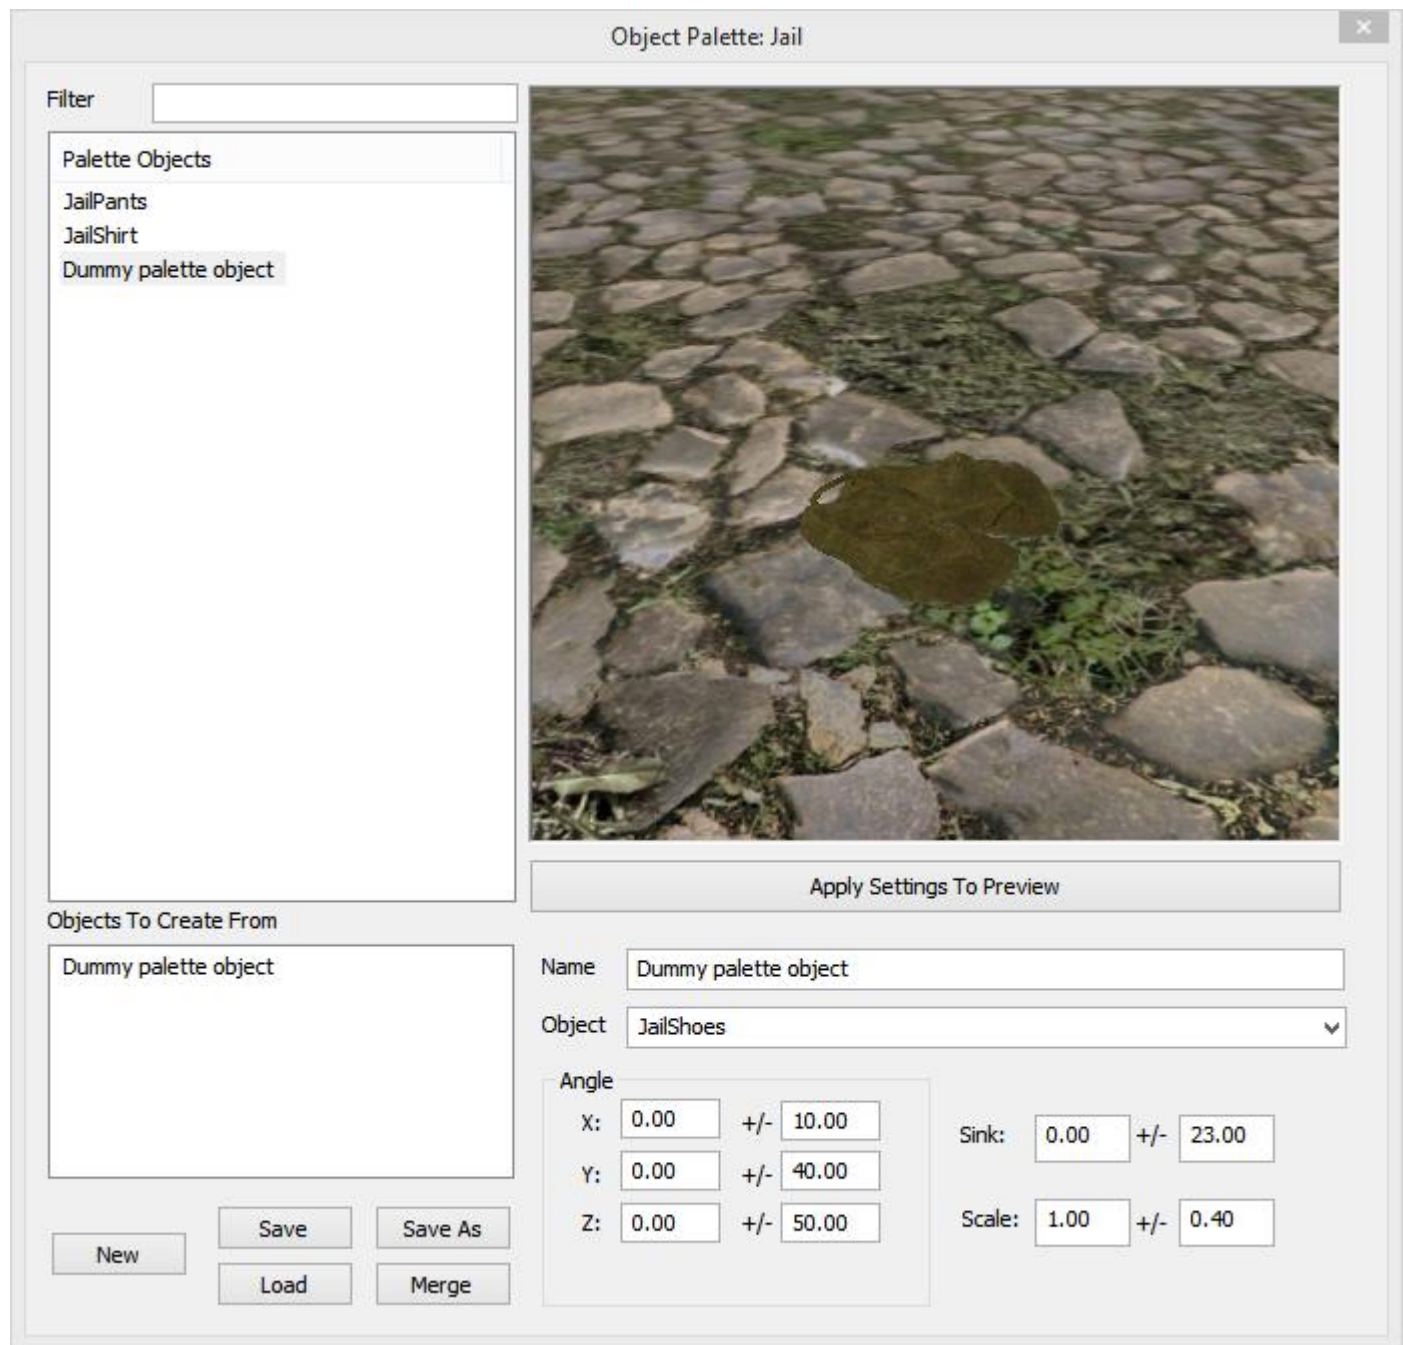 Object Palette: Jail
Filter
Palette Objects
JailPants
JailShirt
Dummy palette object
Apply Settings To Preview
Objects To Create From
Dummy palette object
Name Dummy palette object
Object JailShoes
Angle
X: 0.00 +/- 10.00
Y: 0.00 +/- 40.00
Z: 0.00 +/- 50.00
Sink: 0.00 +/- 23.00
Scale: 1.00 +/- 0.40
New
Save Save As
Load Merge